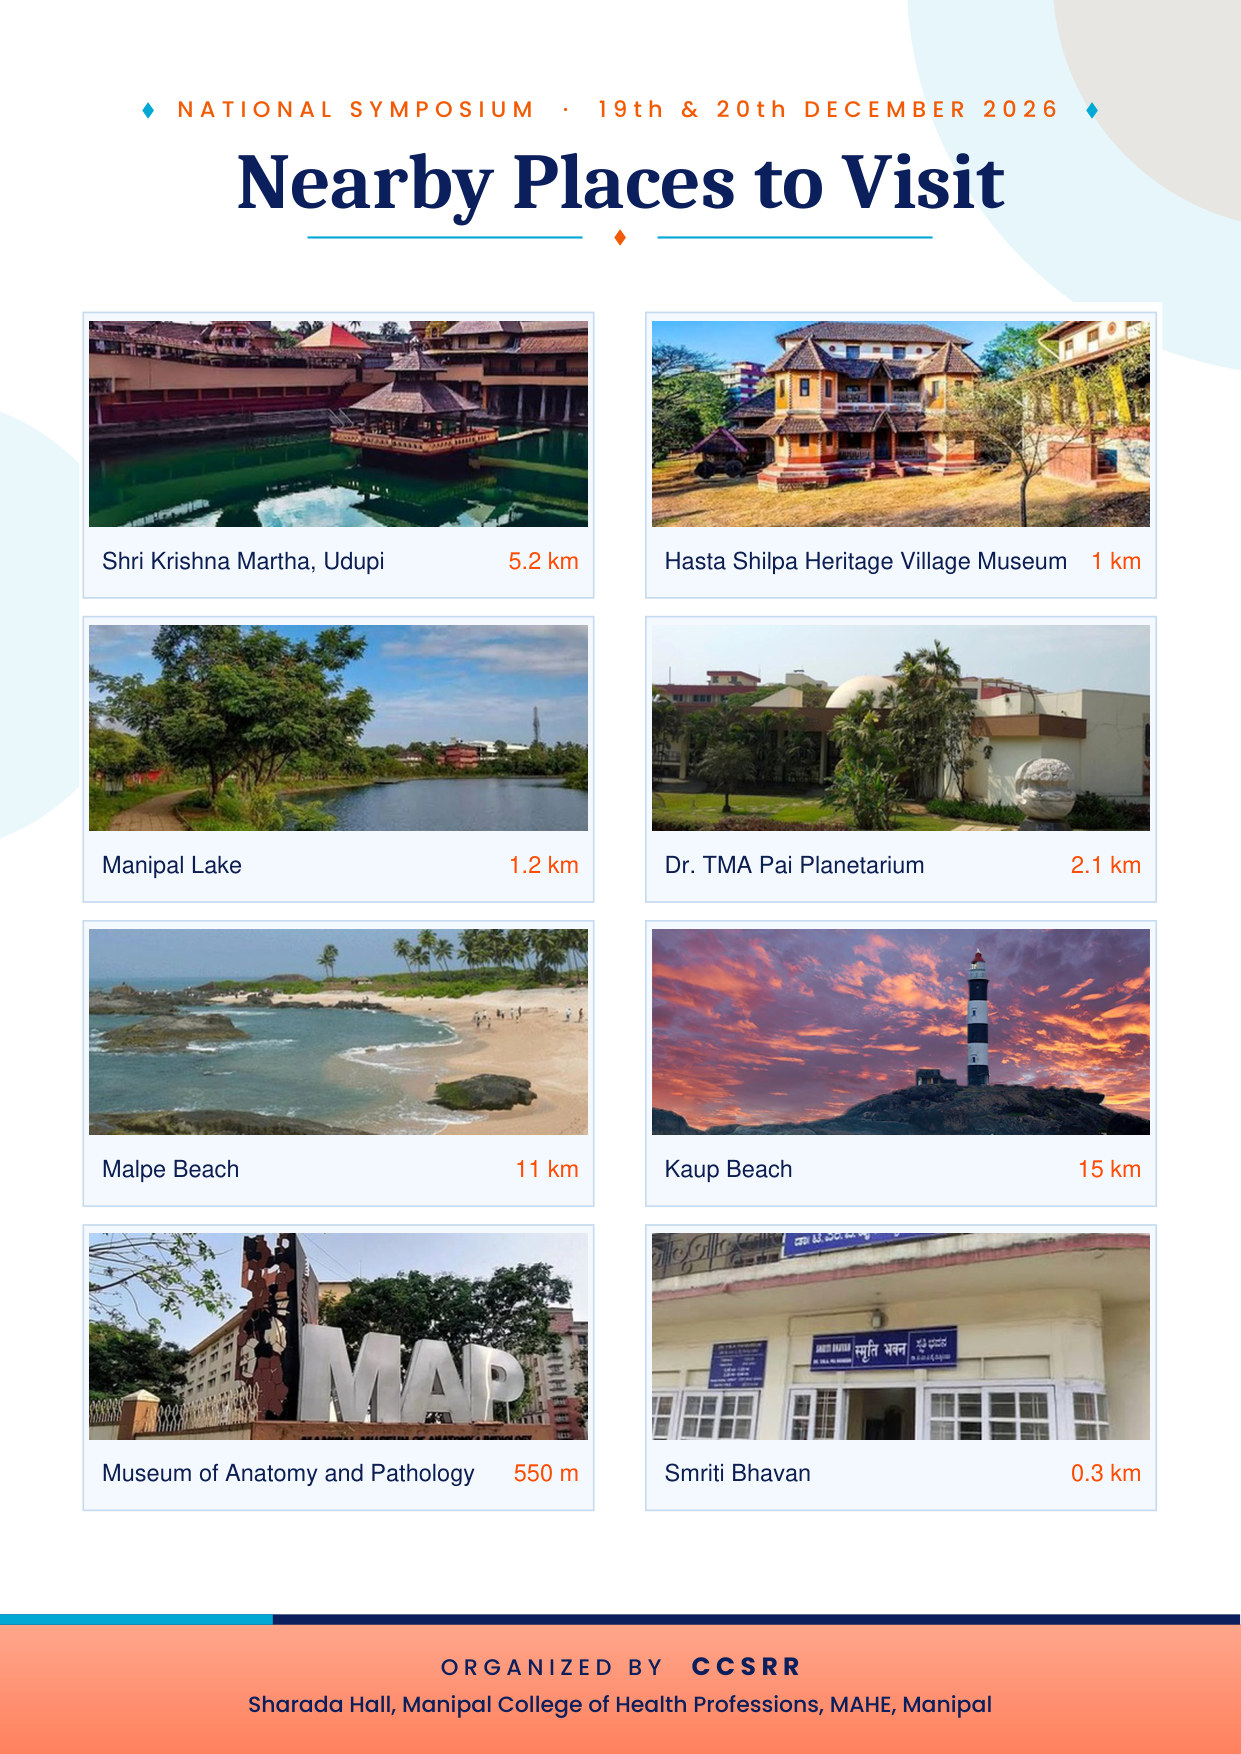 NATIONAL SYMPOSIUM · 19th & 20th DECEMBER 2026
Nearby Places to Visit
Shri Krishna Martha, Udupi 5.2 km
Hasta Shilpa Heritage Village Museum 1 km
Manipal Lake 1.2 km
Dr. TMA Pai Planetarium 2.1 km
Malpe Beach 11 km
Kaup Beach 15 km
MAP
Museum of Anatomy and Pathology 550 m
SMRITI BHAVAN
स्मृति भवन
ಸ್ಮೃತಿ ಭವನ
Smriti Bhavan 0.3 km
ORGANIZED BY CCSRR
Sharada Hall, Manipal College of Health Professions, MAHE, Manipal